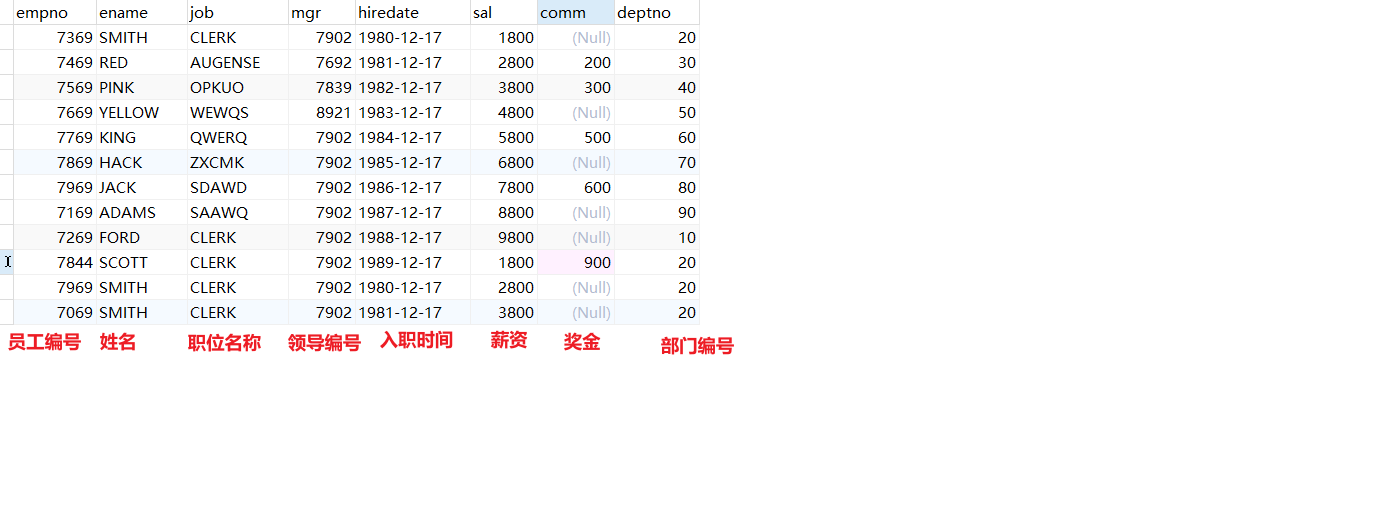 empno ename job mgr hiredate sal comm deptno
7369 SMITH CLERK 7902 1980-12-17 1800 (Null) 20
7469 RED AUGENSE 7692 1981-12-17 2800 200 30
7569 PINK OPKUO 7839 1982-12-17 3800 300 40
7669 YELLOW WEWQS 8921 1983-12-17 4800 (Null) 50
7769 KING QWERQ 7902 1984-12-17 5800 500 60
7869 HACK ZXCMK 7902 1985-12-17 6800 (Null) 70
7969 JACK SDAWD 7902 1986-12-17 7800 600 80
7169 ADAMS SAAWQ 7902 1987-12-17 8800 (Null) 90
7269 FORD CLERK 7902 1988-12-17 9800 (Null) 10
7844 SCOTT CLERK 7902 1989-12-17 1800 900 20
7969 SMITH CLERK 7902 1980-12-17 2800 (Null) 20
7069 SMITH CLERK 7902 1981-12-17 3800 (Null) 20
员工编号 姓名 职位名称 领导编号 入职时间 薪资 奖金 部门编号